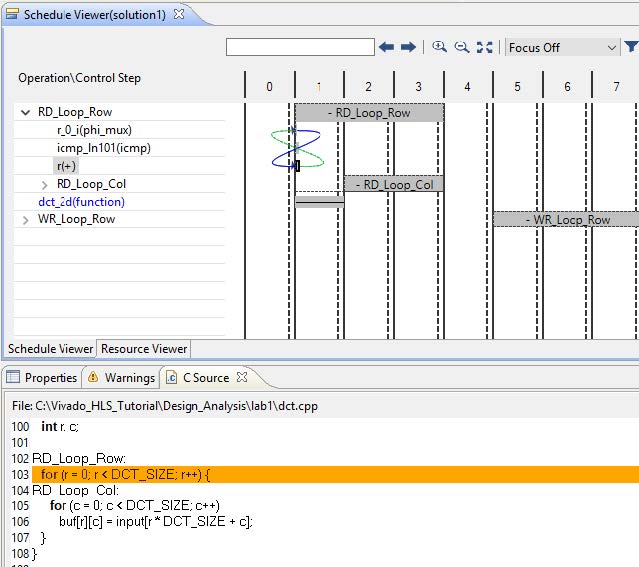 Schedule Viewer(solution1)
Focus Off
Operation\Control Step
0 1 2 3 4 5 6 7
RD_Loop_Row
- RD_Loop_Row
r_0_i(phi_mux)
icmp_ln101(icmp)
r(+)
RD_Loop_Col
- RD_Loop_Col
dct_2d(function)
WR_Loop_Row
- WR_Loop_Row
Schedule Viewer Resource Viewer
Properties Warnings C Source
File: C:\Vivado_HLS_Tutorial\Design_Analysis\lab1\dct.cpp
100 int r, c;
101
102 RD_Loop_Row:
103 for (r = 0; r < DCT_SIZE; r++) {
104 RD_Loop_Col:
105 for (c = 0; c < DCT_SIZE; c++)
106 buf[r][c] = input[r * DCT_SIZE + c];
107 }
108 }
109